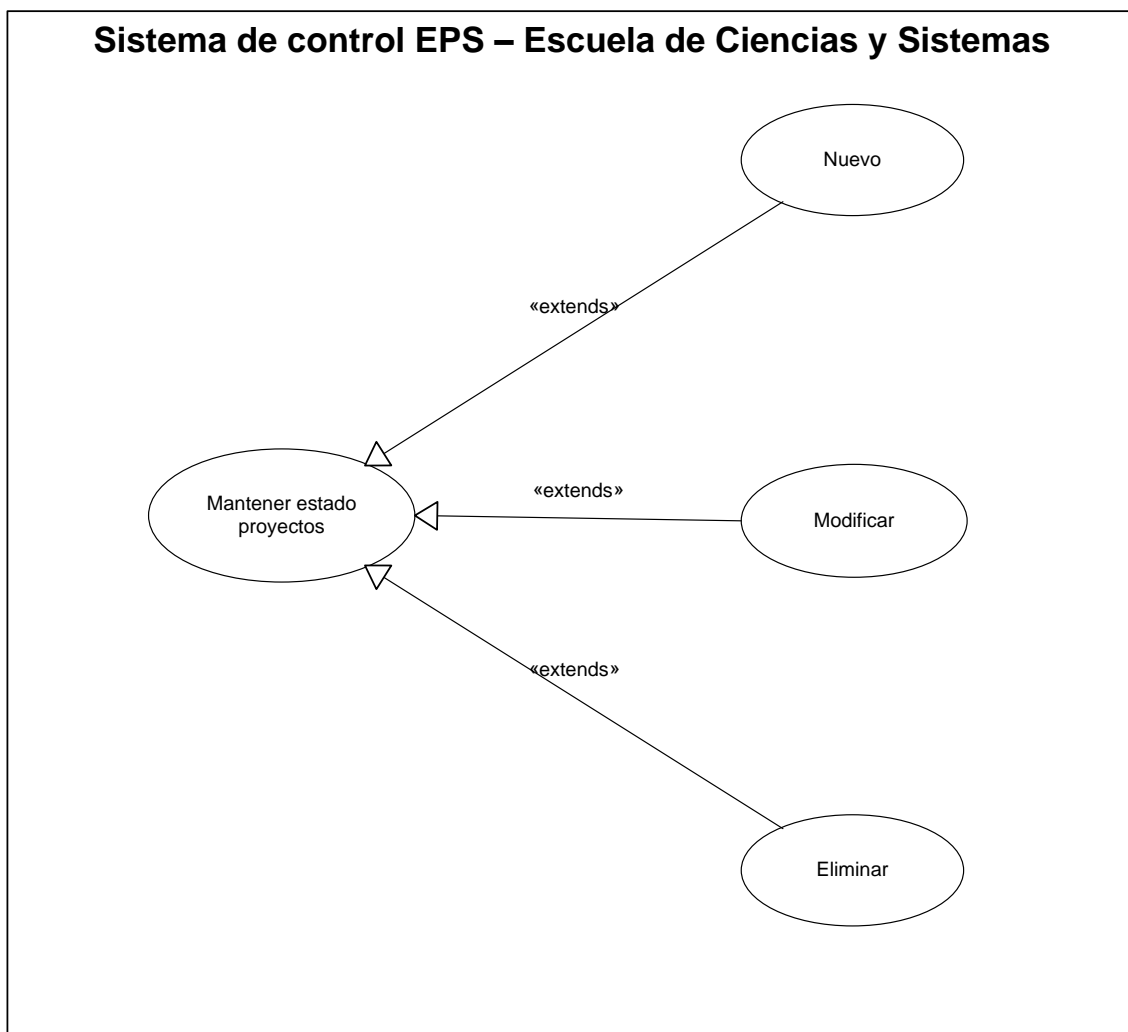 Sistema de control EPS – Escuela de Ciencias y Sistemas
Nuevo
«extends»
Mantener estado
proyectos
«extends»
Modificar
«extends»
Eliminar